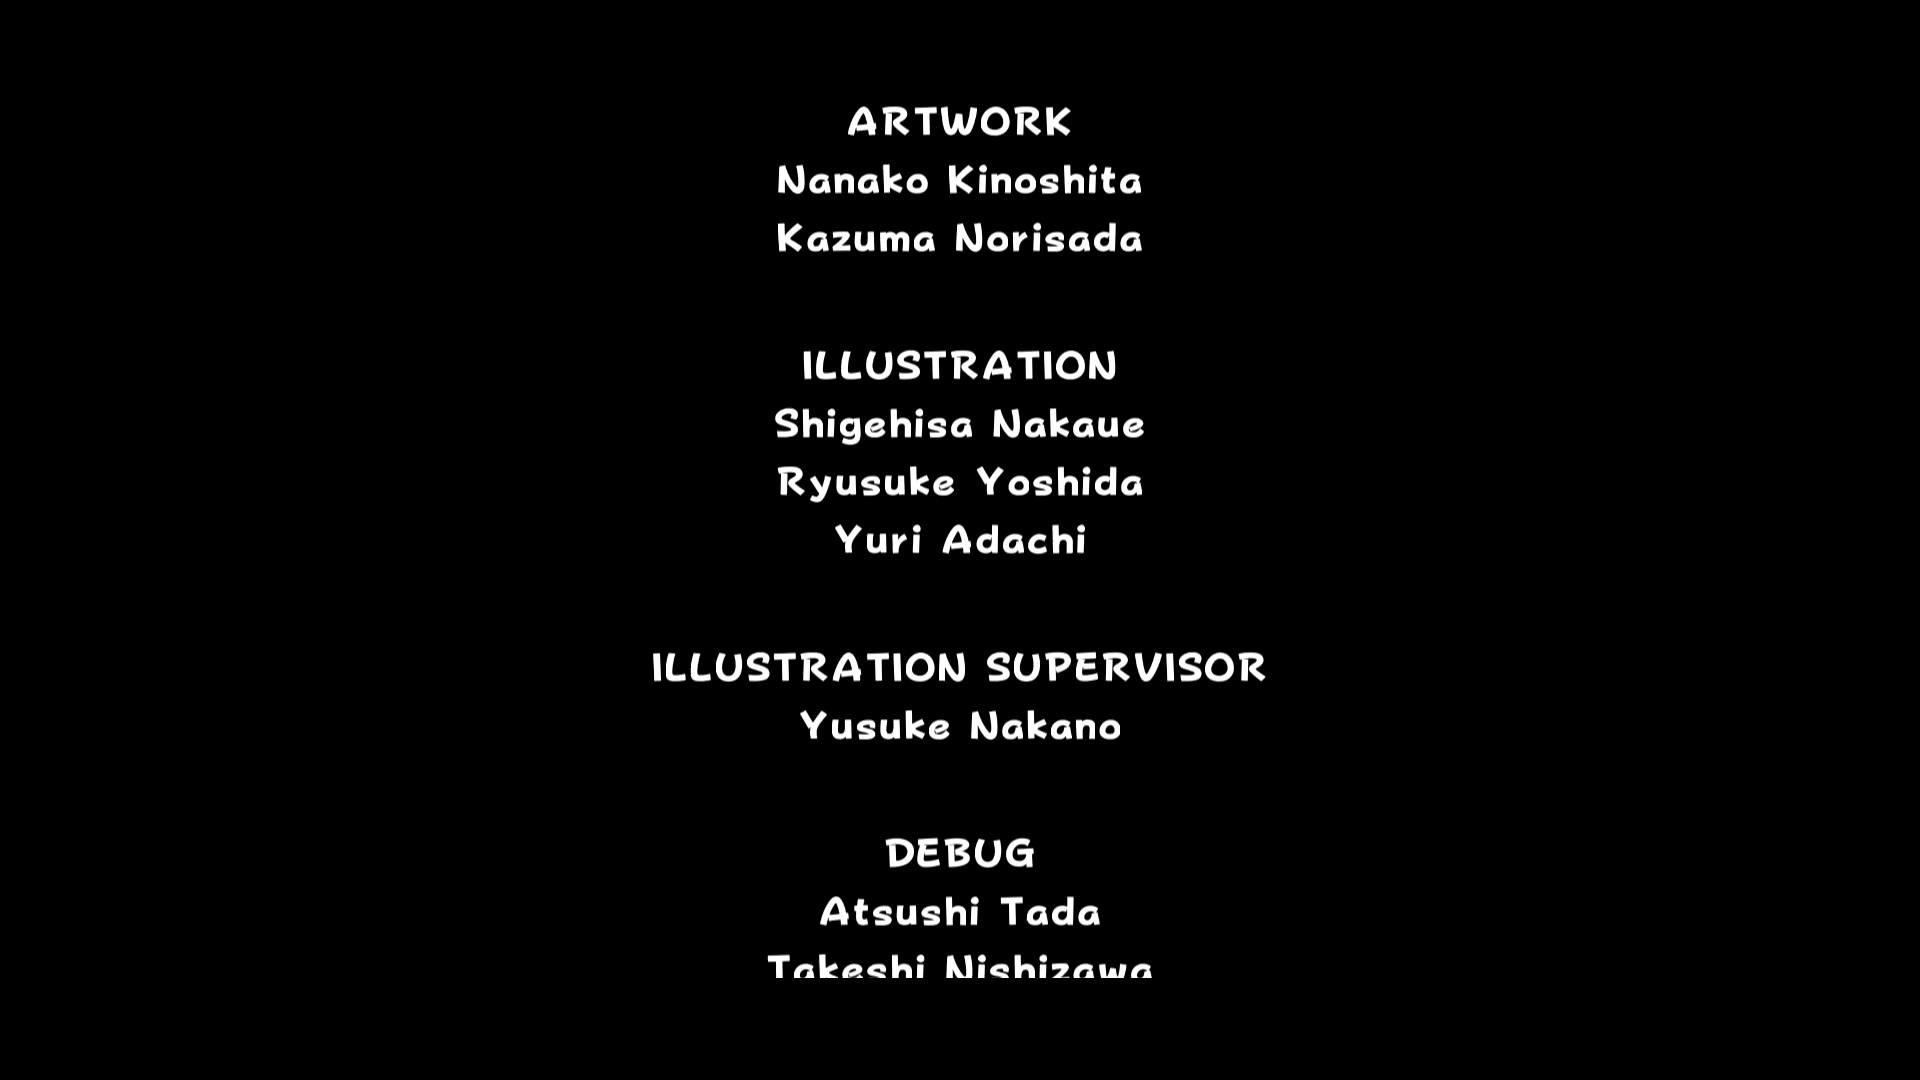 ARTWORK
Nanako Kinoshita
Kazuma Norisada
ILLUSTRATION
Shigehisa Nakaue
Ryusuke Yoshida
Yuri Adachi
ILLUSTRATION SUPERVISOR
Yusuke Nakano
DEBUG
Atsushi Tada
Takeshi Nishizawa